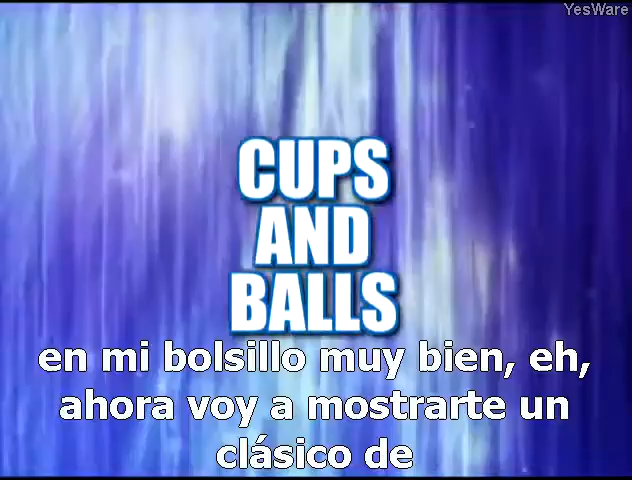 YesWare
CUPS
AND
BALLS
en mi bolsillo muy bien, eh,
ahora voy a mostrarte un
clásico de